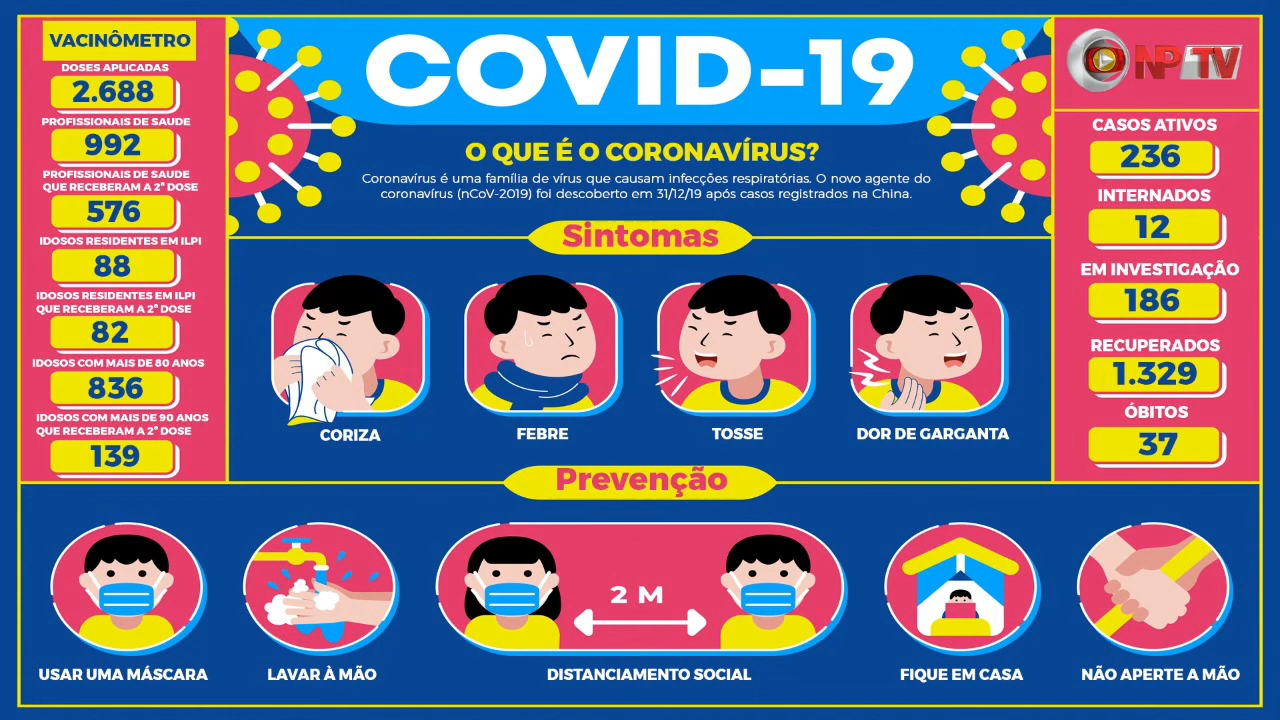 VACINÔMETRO
DOSES APLICADAS
2.688
PROFISSIONAIS DE SAUDE
992
PROFISSIONAIS DE SAUDE
QUE RECEBERAM A 2ª DOSE
576
IDOSOS RESIDENTES EM ILPI
88
IDOSOS RESIDENTES EM ILPI
QUE RECEBERAM A 2ª DOSE
82
IDOSOS COM MAIS DE 80 ANOS
836
IDOSOS COM MAIS DE 90 ANOS
QUE RECEBERAM A 2ª DOSE
139
COVID-19
O QUE É O CORONAVÍRUS?
Coronavírus é uma família de vírus que causam infecções respiratórias. O novo agente do
coronavírus (nCoV-2019) foi descoberto em 31/12/19 após casos registrados na China.
Sintomas
CORIZA
FEBRE
TOSSE
DOR DE GARGANTA
NP TV
CASOS ATIVOS
236
INTERNADOS
12
EM INVESTIGAÇÃO
186
RECUPERADOS
1.329
ÓBITOS
37
Prevenção
2 M
USAR UMA MÁSCARA
LAVAR À MÃO
DISTANCIAMENTO SOCIAL
FIQUE EM CASA
NÃO APERTE A MÃO